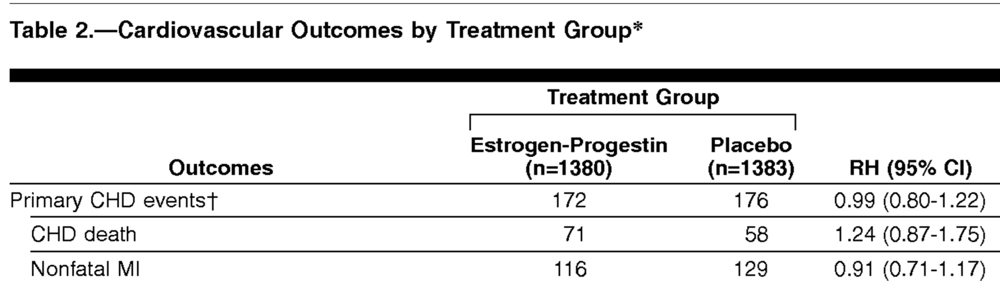 Table 2.—Cardiovascular Outcomes by Treatment Group*
Treatment Group
Estrogen-Progestin Placebo
Outcomes (n=1380) (n=1383) RH (95% CI)
Primary CHD events† 172 176 0.99 (0.80-1.22)
CHD death 71 58 1.24 (0.87-1.75)
Nonfatal MI 116 129 0.91 (0.71-1.17)